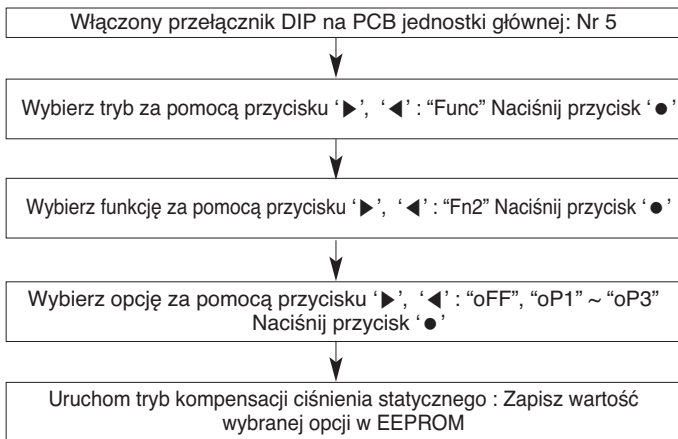 Włączony przełącznik DIP na PCB jednostki głównej: Nr 5
Wybierz tryb za pomocą przycisku ‘▶’, ‘◀’ : “Func” Naciśnij przycisk ‘●’
Wybierz funkcję za pomocą przycisku ‘▶’, ‘◀’ : “Fn2” Naciśnij przycisk ‘●’
Wybierz opcję za pomocą przycisku ‘▶’, ‘◀’ : “oFF”, “oP1” ~ “oP3”
Naciśnij przycisk ‘●’
Uruchom tryb kompensacji ciśnienia statycznego : Zapisz wartość
wybranej opcji w EEPROM